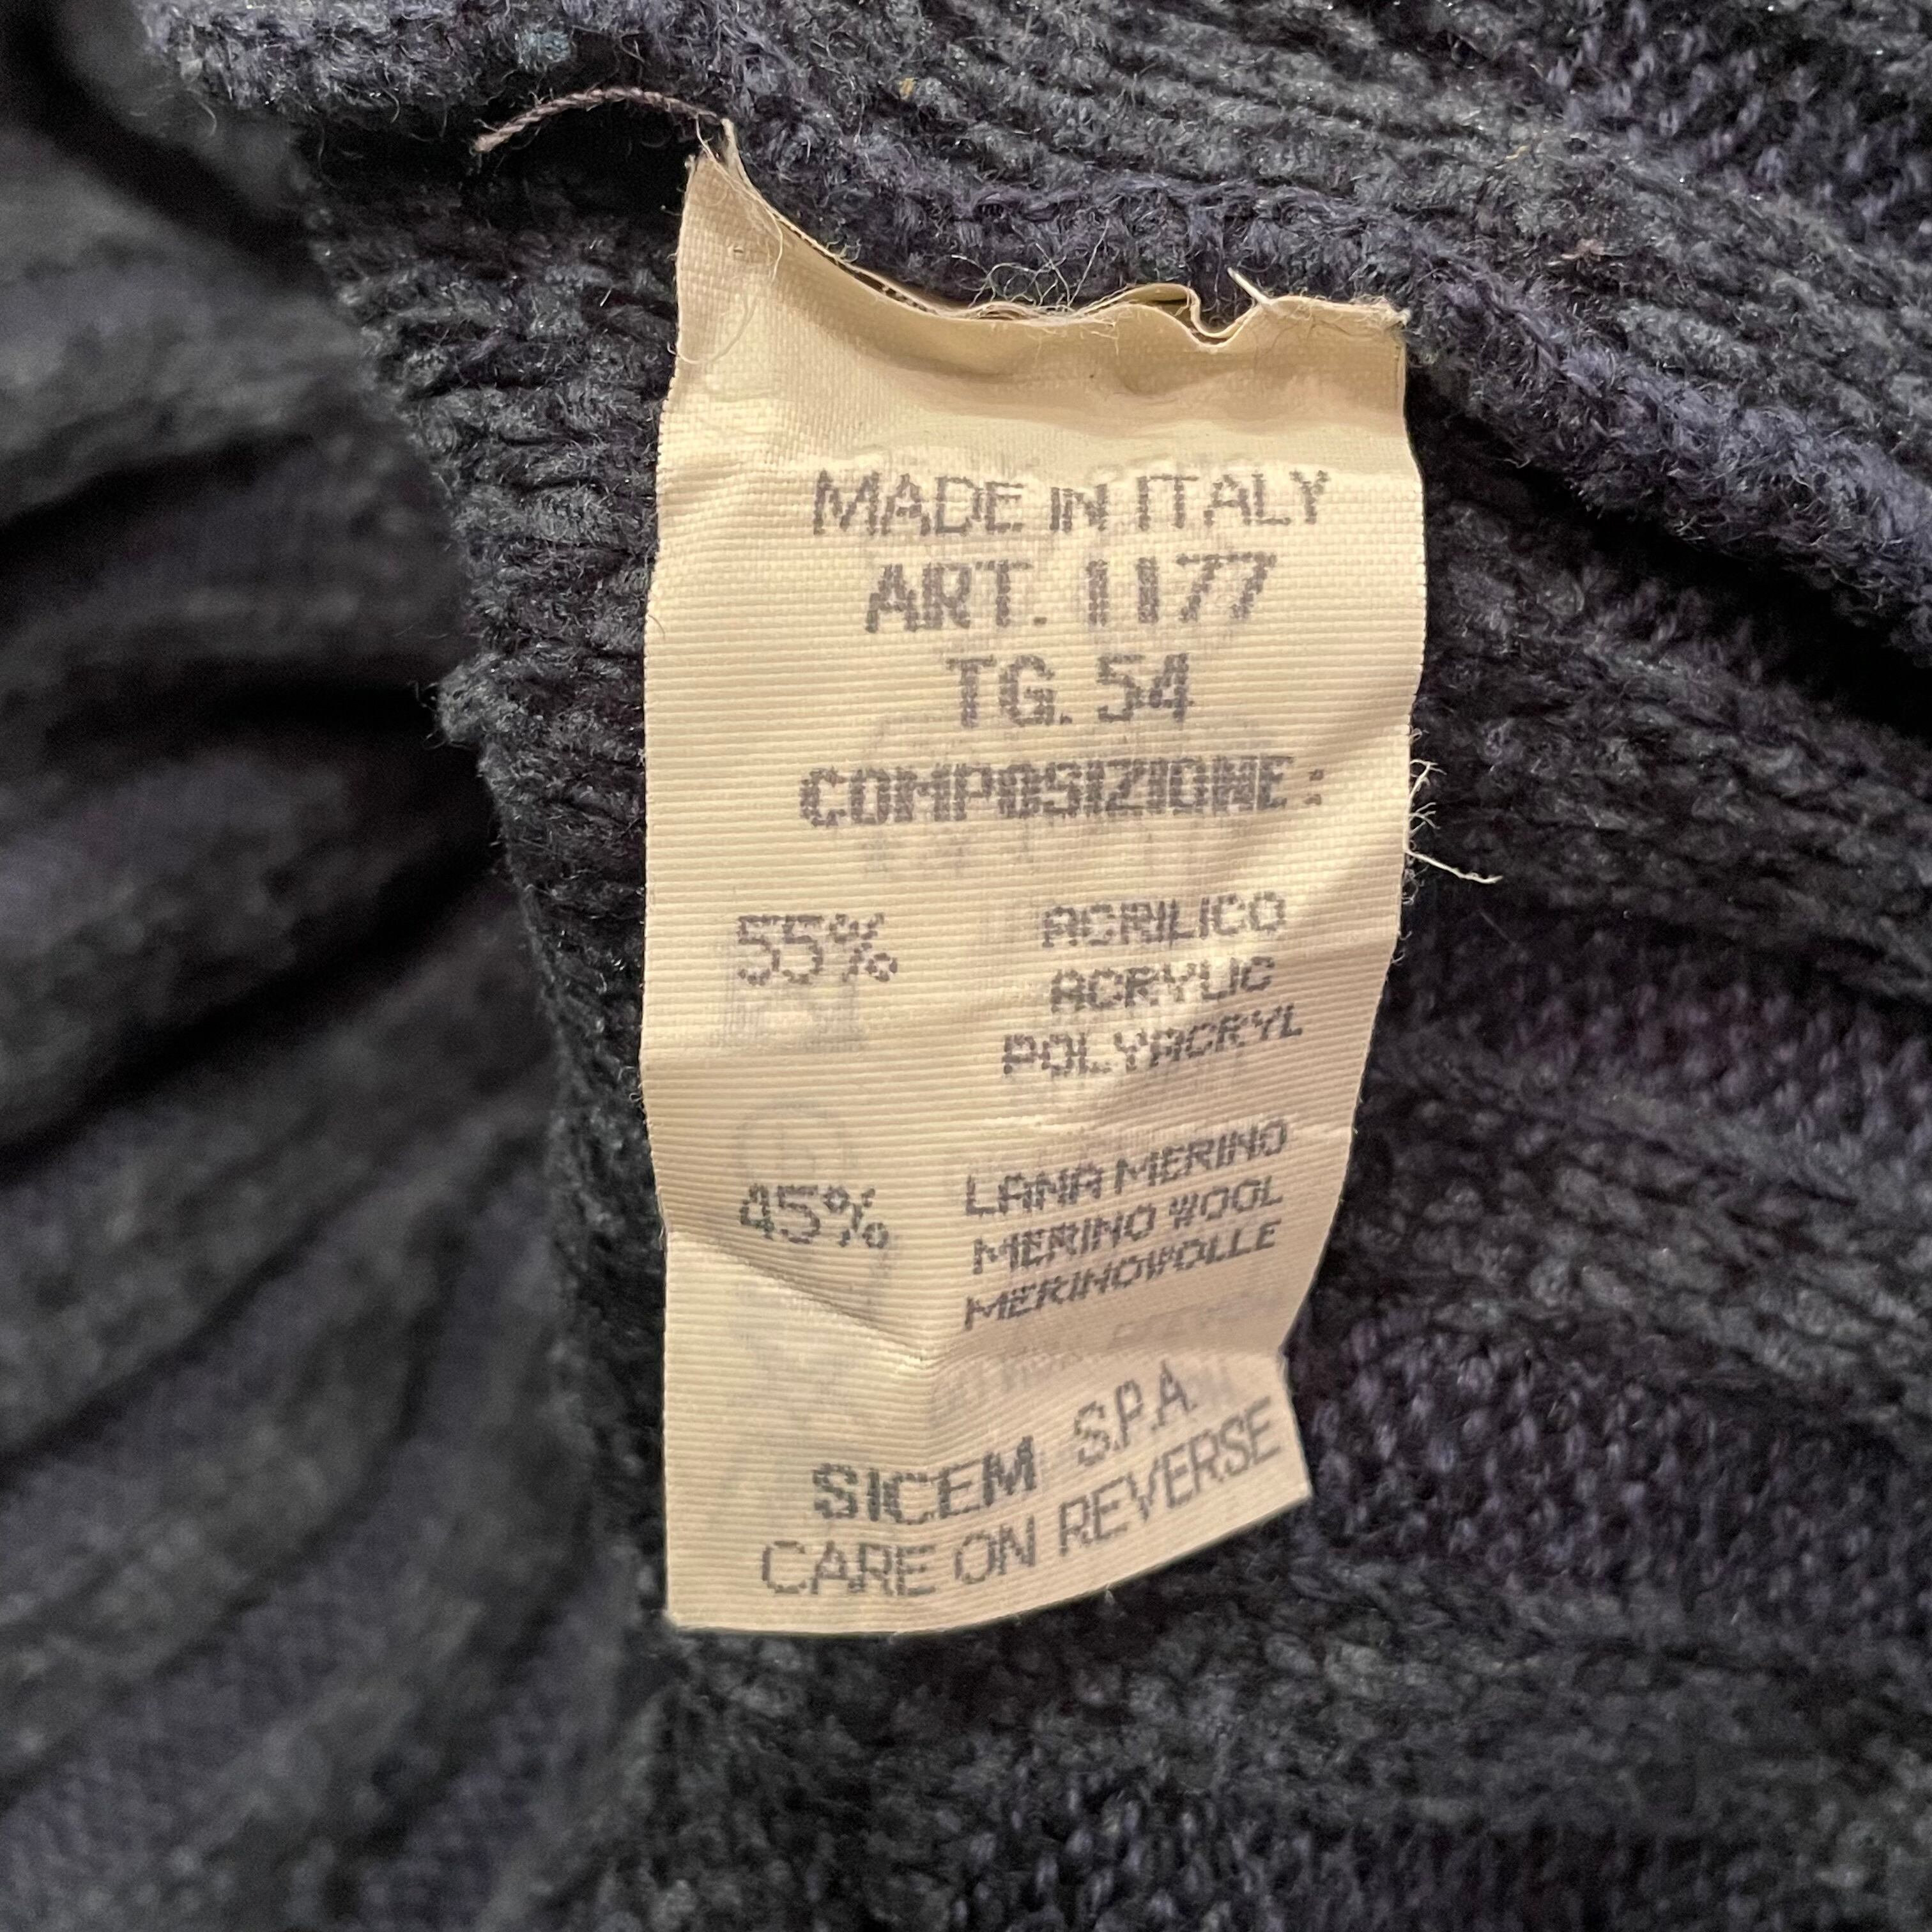 MADE IN ITALY
ART. 1177
TG. 54
COMPOSIZIONE :
55% ACRILICO
ACRYLIC
POLYACRYL
45% LANA MERINO
MERINO WOOL
MERINOWOLLE
SICEM S.P.A.
CARE ON REVERSE